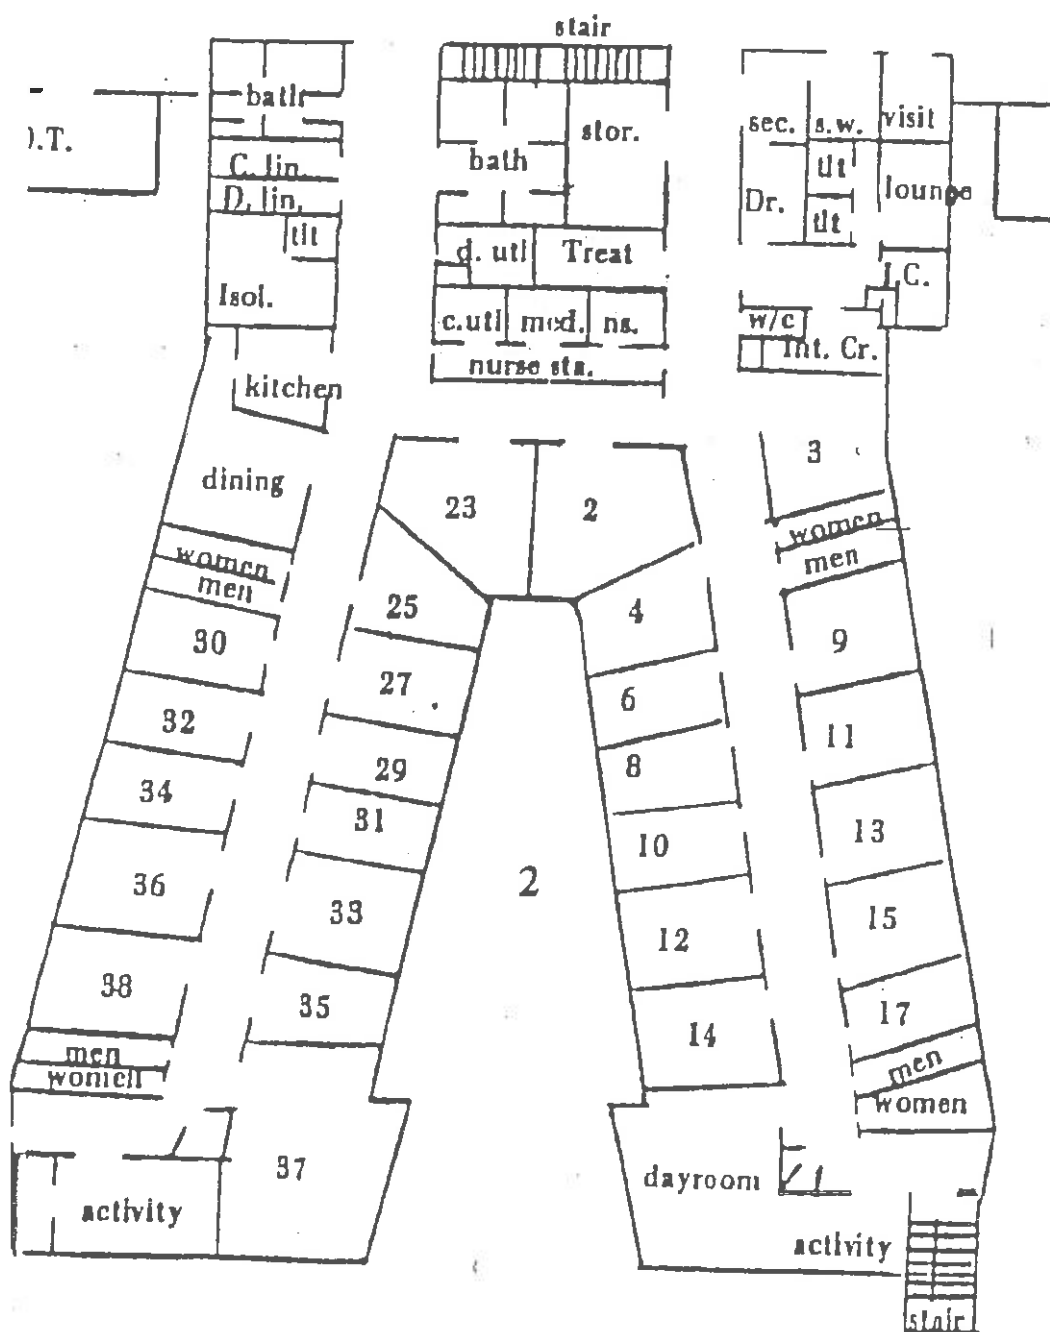 stair
bath
stor.
sec.
s.w.
visit
).T.
bath
tlt
C. lin.
D. lin.
Dr.
lounge
tlt
tlt
d. utl
Treat
Isol.
I.C.
c.utl
med.
ns.
w/c
Int. Cr.
nurse sta.
kitchen
dining
23
2
3
women
men
women
men
25
4
30
9
27
6
32
11
29
8
34
31
10
13
36
33
2
12
15
38
35
14
17
men
women
men
women
37
dayroom
activity
activity
stair